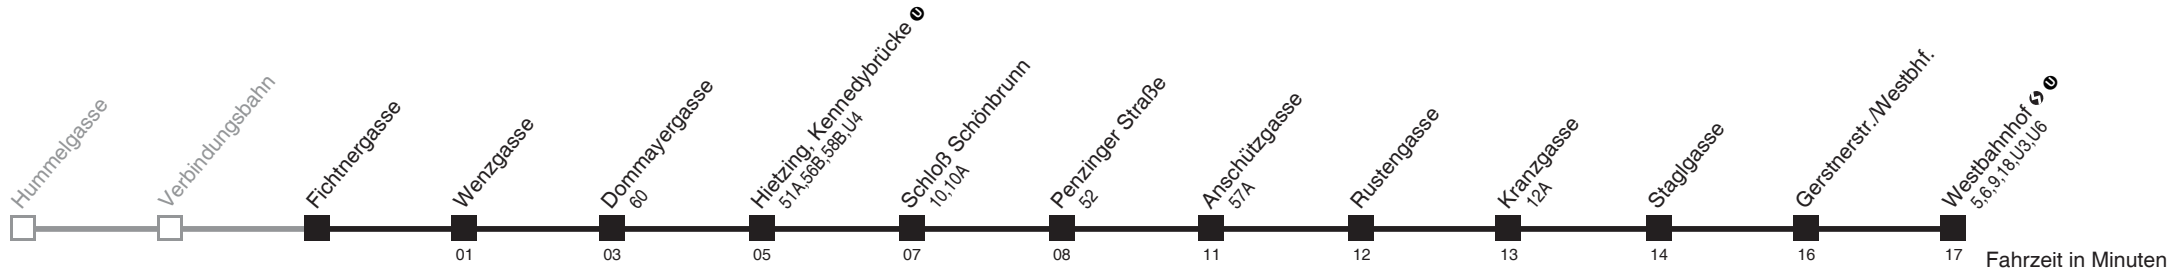 Hummelgasse
Verbindungsbahn
Fichtnergasse
Wenzgasse
01
Dommayergasse
60
03
Hietzing, Kennedybrücke U
51A,56B,58B,U4
05
Schloß Schönbrunn
10,10A
07
Penzinger Straße
52
08
Anschützgasse
57A
11
Rustengasse
12
Kranzgasse
12A
13
Staglgasse
14
Gerstnerstr./Westbhf.
16
Westbahnhof S U
5,6,9,18,U3,U6
17
Fahrzeit in Minuten